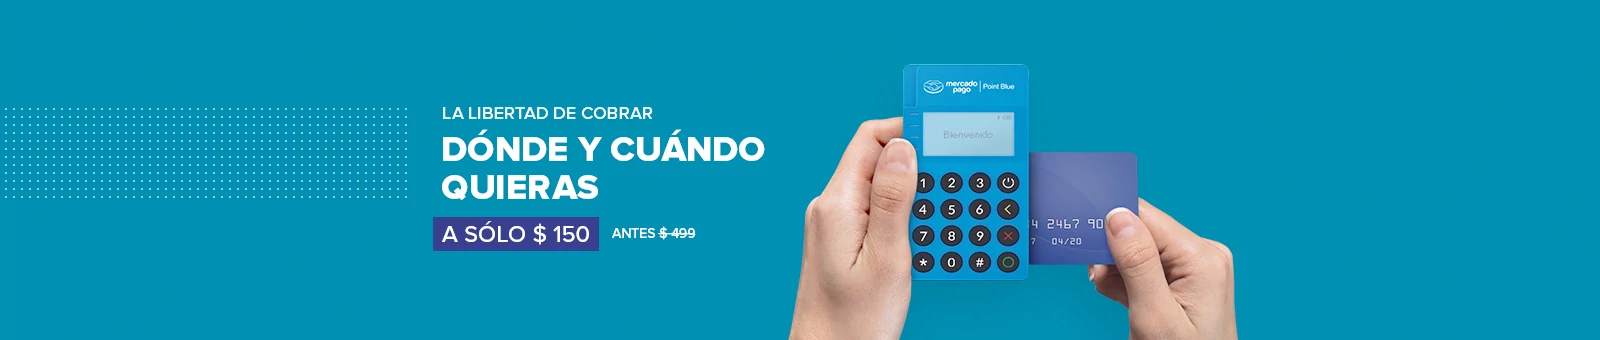 LA LIBERTAD DE COBRAR
DÓNDE Y CUÁNDO
QUIERAS
A SÓLO $ 150
ANTES $ 499
mercado
pago
Point Blue
Bienvenido
1 2 3
4 5 6 <
7 8 9 ×
* 0 #
4 2467 90
7 04/20